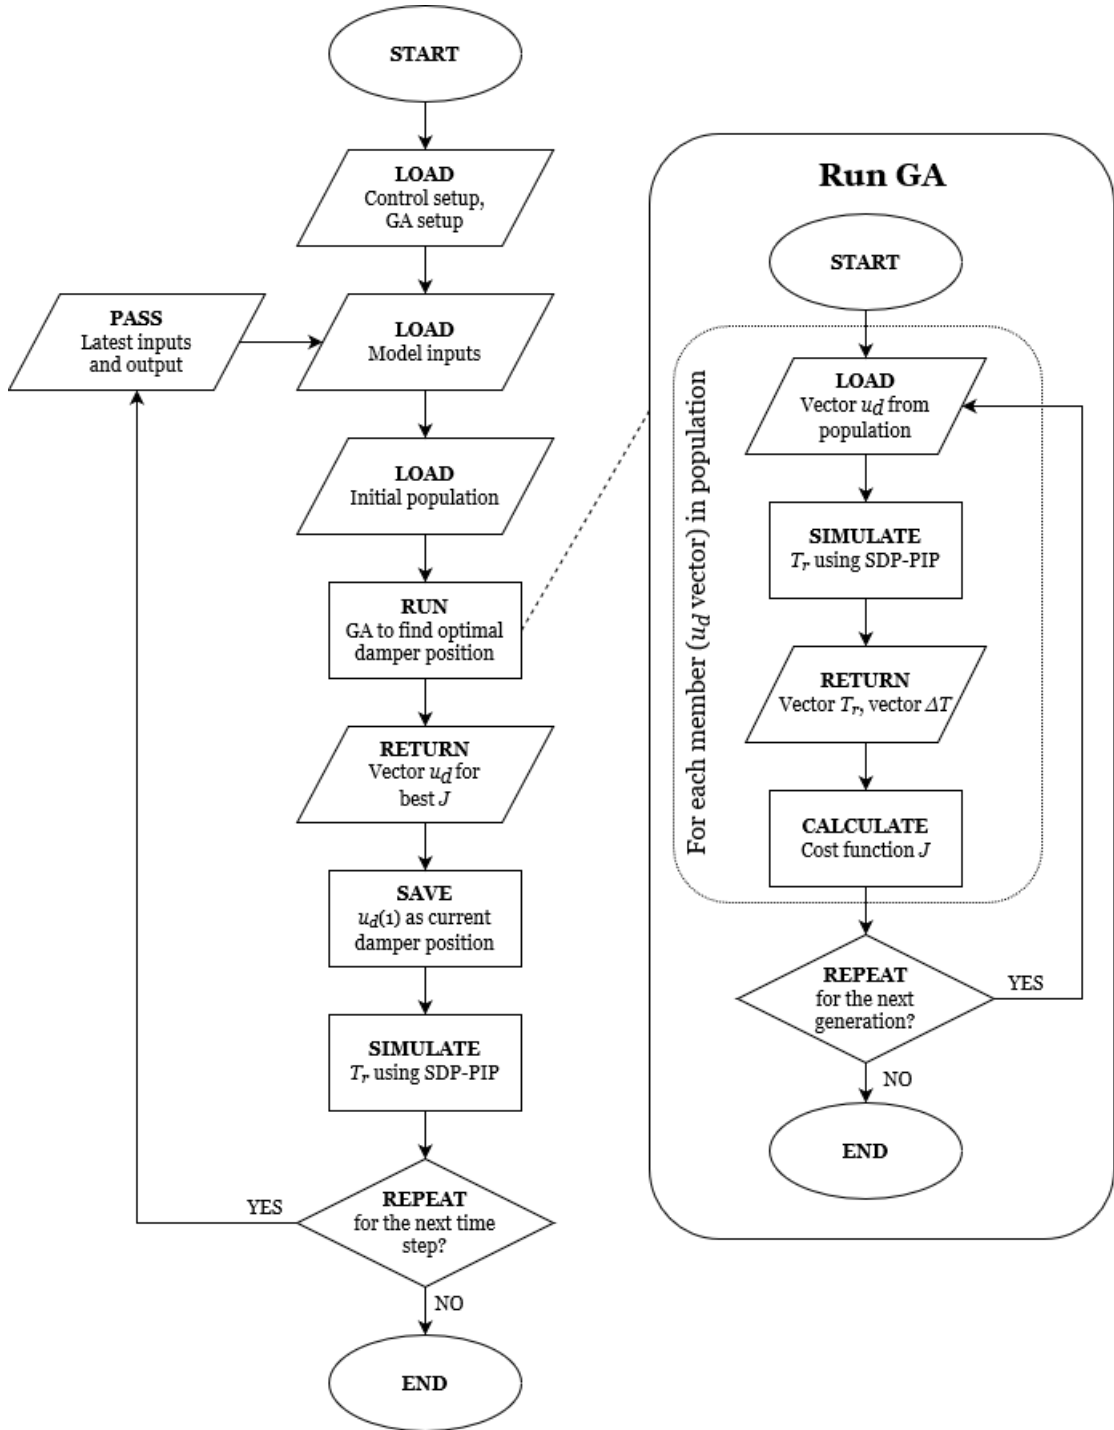 START
LOAD
Control setup,
GA setup
PASS
Latest inputs
and output
LOAD
Model inputs
LOAD
Initial population
RUN
GA to find optimal
damper position
RETURN
Vector u_d for
best J
SAVE
u_d(1) as current
damper position
SIMULATE
T_r using SDP-PIP
REPEAT
for the next time
step?
YES
NO
END
Run GA
START
For each member (u_d vector) in population
LOAD
Vector u_d from
population
SIMULATE
T_r using SDP-PIP
RETURN
Vector T_r, vector ΔT
CALCULATE
Cost function J
REPEAT
for the next
generation?
YES
NO
END